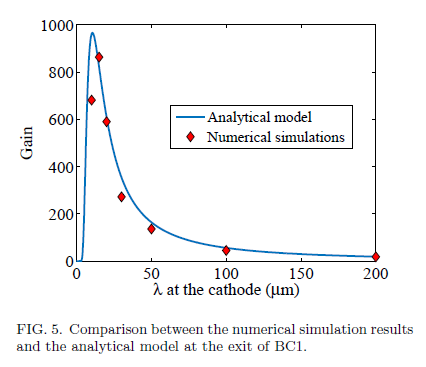 1000
800
600
400
200
0
0
50
100
150
200
Gain
Analytical model
Numerical simulations
λ at the cathode (μm)
FIG. 5. Comparison between the numerical simulation results
and the analytical model at the exit of BC1.